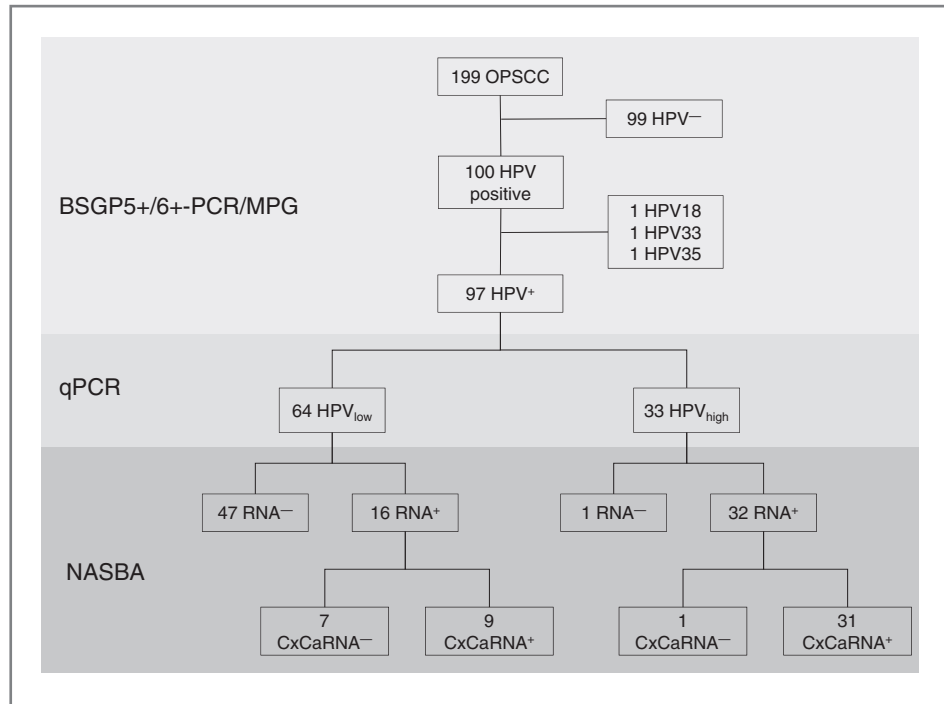 199 OPSCC
99 HPV—
100 HPV
positive
BSGP5+/6+-PCR/MPG
1 HPV18
1 HPV33
1 HPV35
97 HPV+
qPCR
64 HPVlow
33 HPVhigh
47 RNA—
16 RNA+
1 RNA—
32 RNA+
NASBA
7
CxCaRNA—
9
CxCaRNA+
1
CxCaRNA—
31
CxCaRNA+